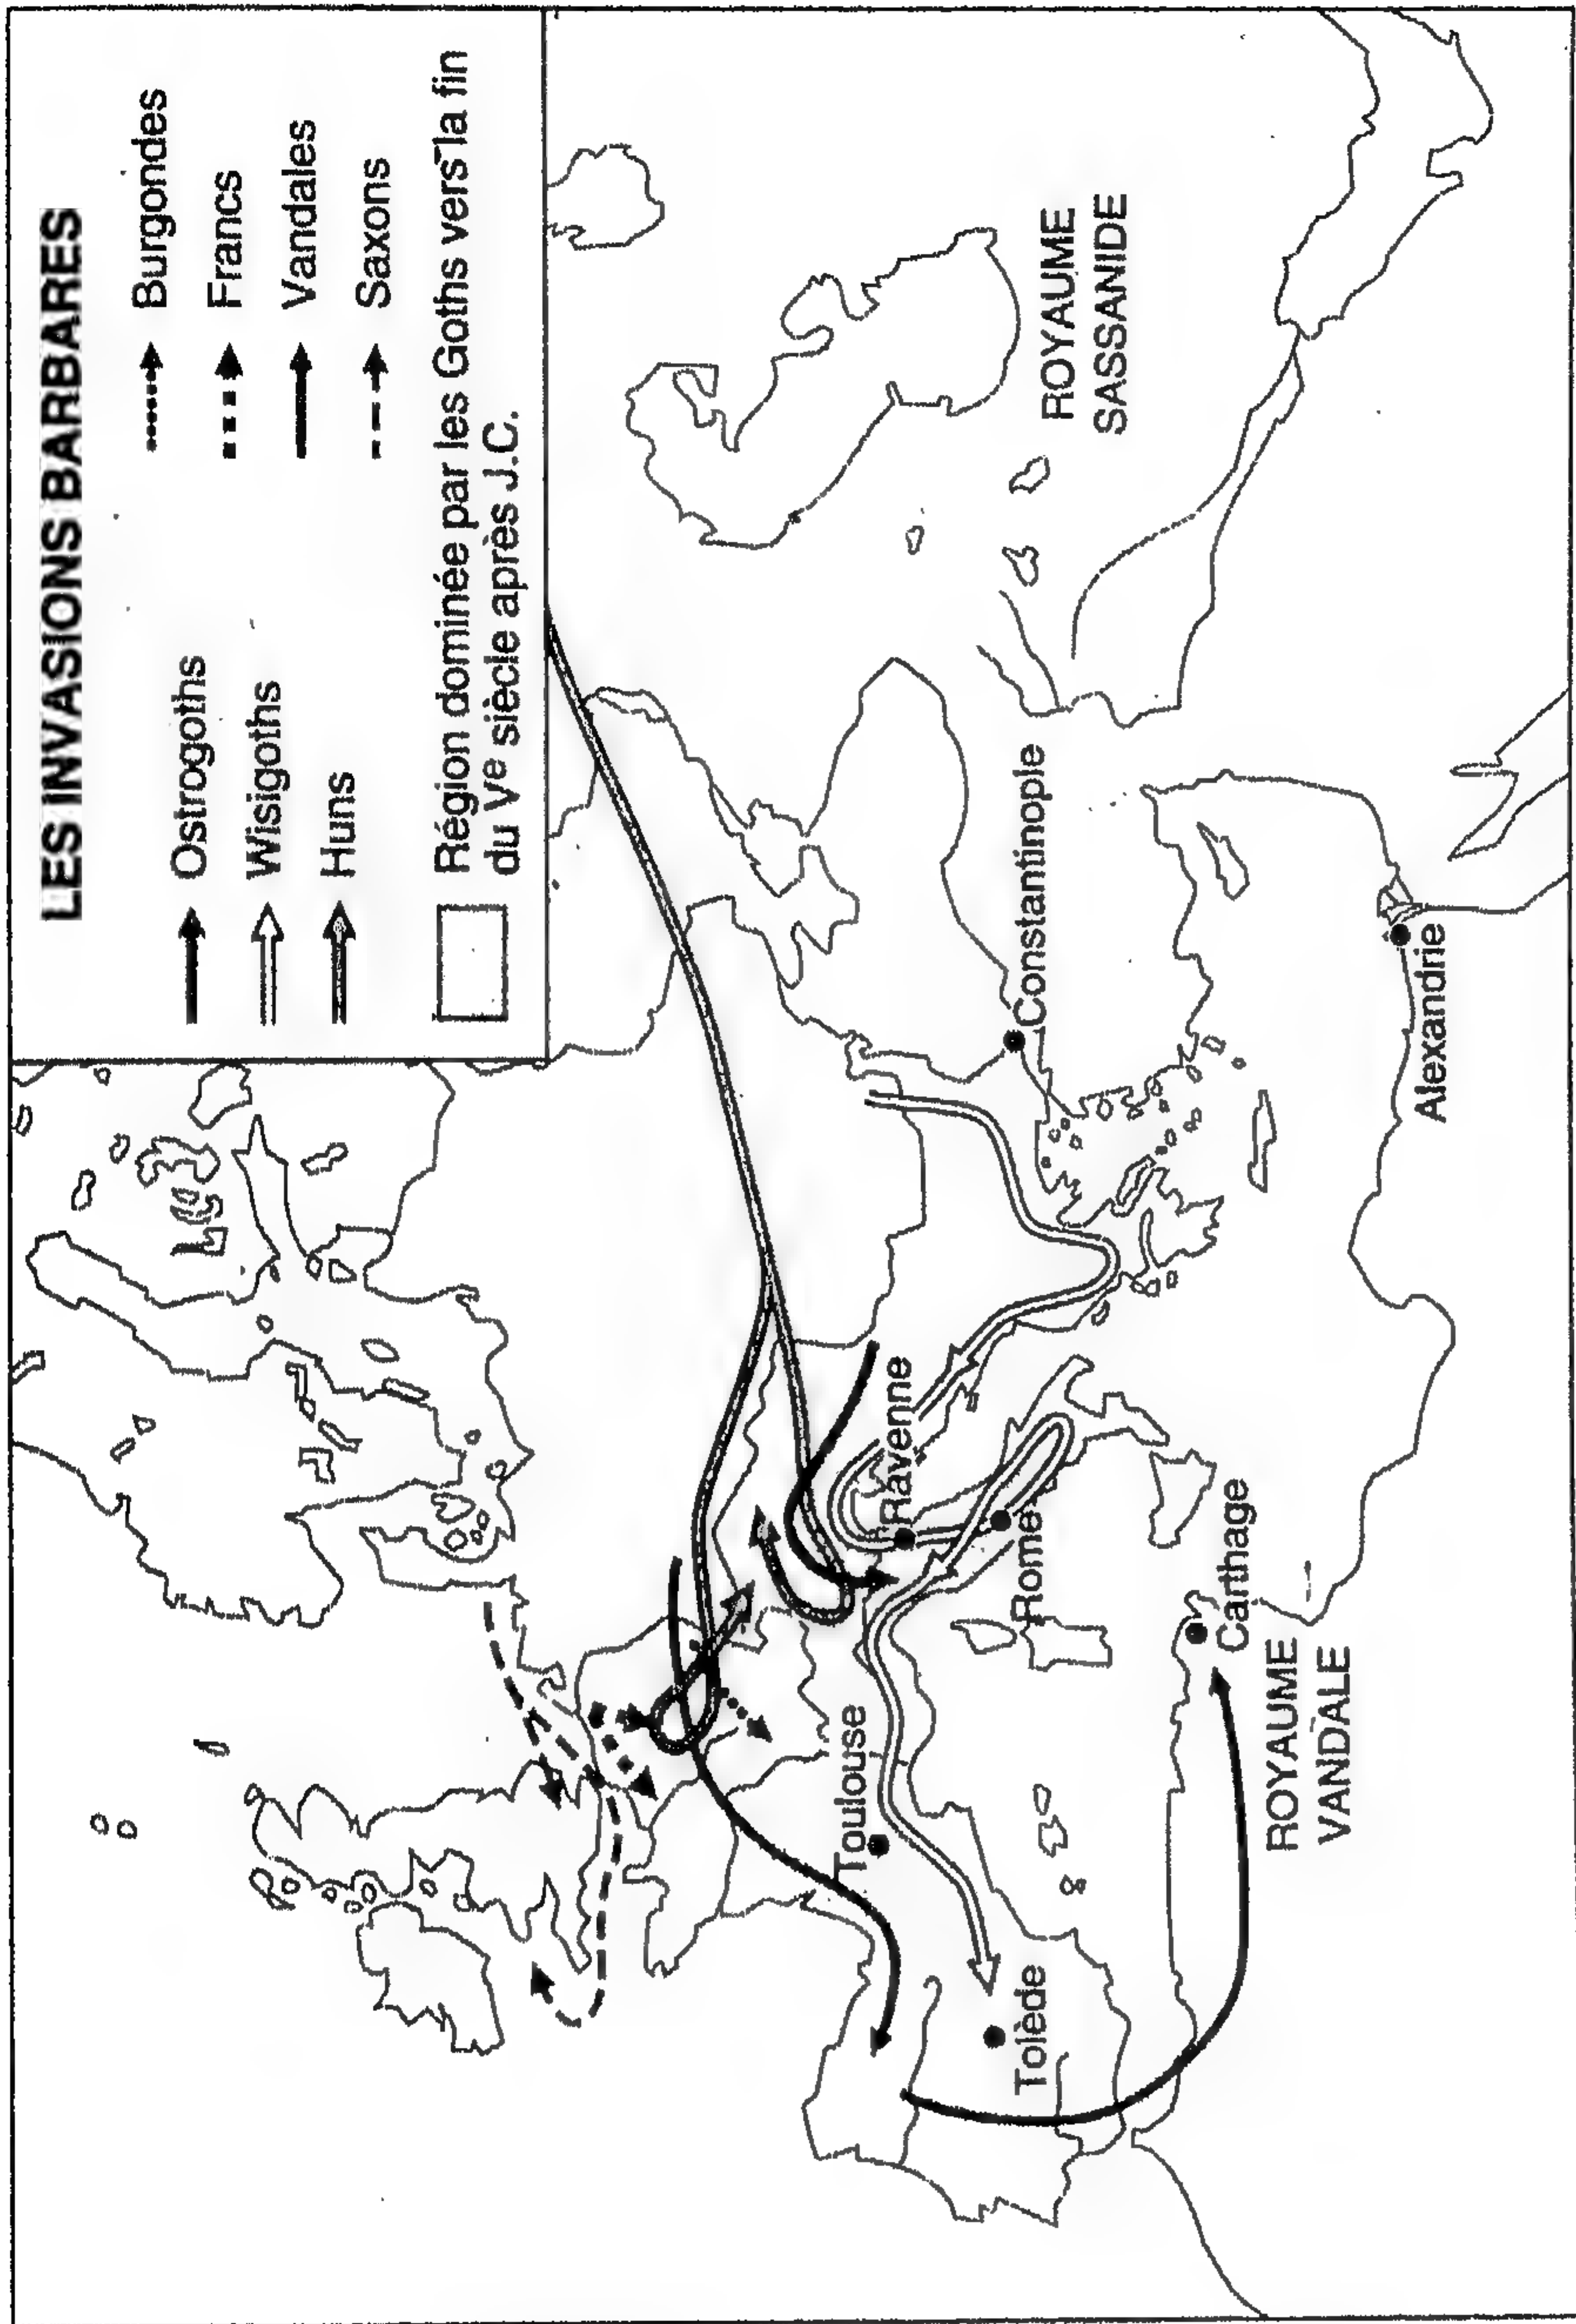 LES INVASIONS BARBARES
Ostrogoths
Wisigoths
Huns
Burgondes
Francs
Vandales
Saxons
Région dominée par les Goths vers la fin
du Ve siècle après J.C.
ROYAUME
SASSANIDE
Constantinople
Alexandrie
Ravenne
Rome
Carthage
ROYAUME
VANDALE
Toulouse
Tolède